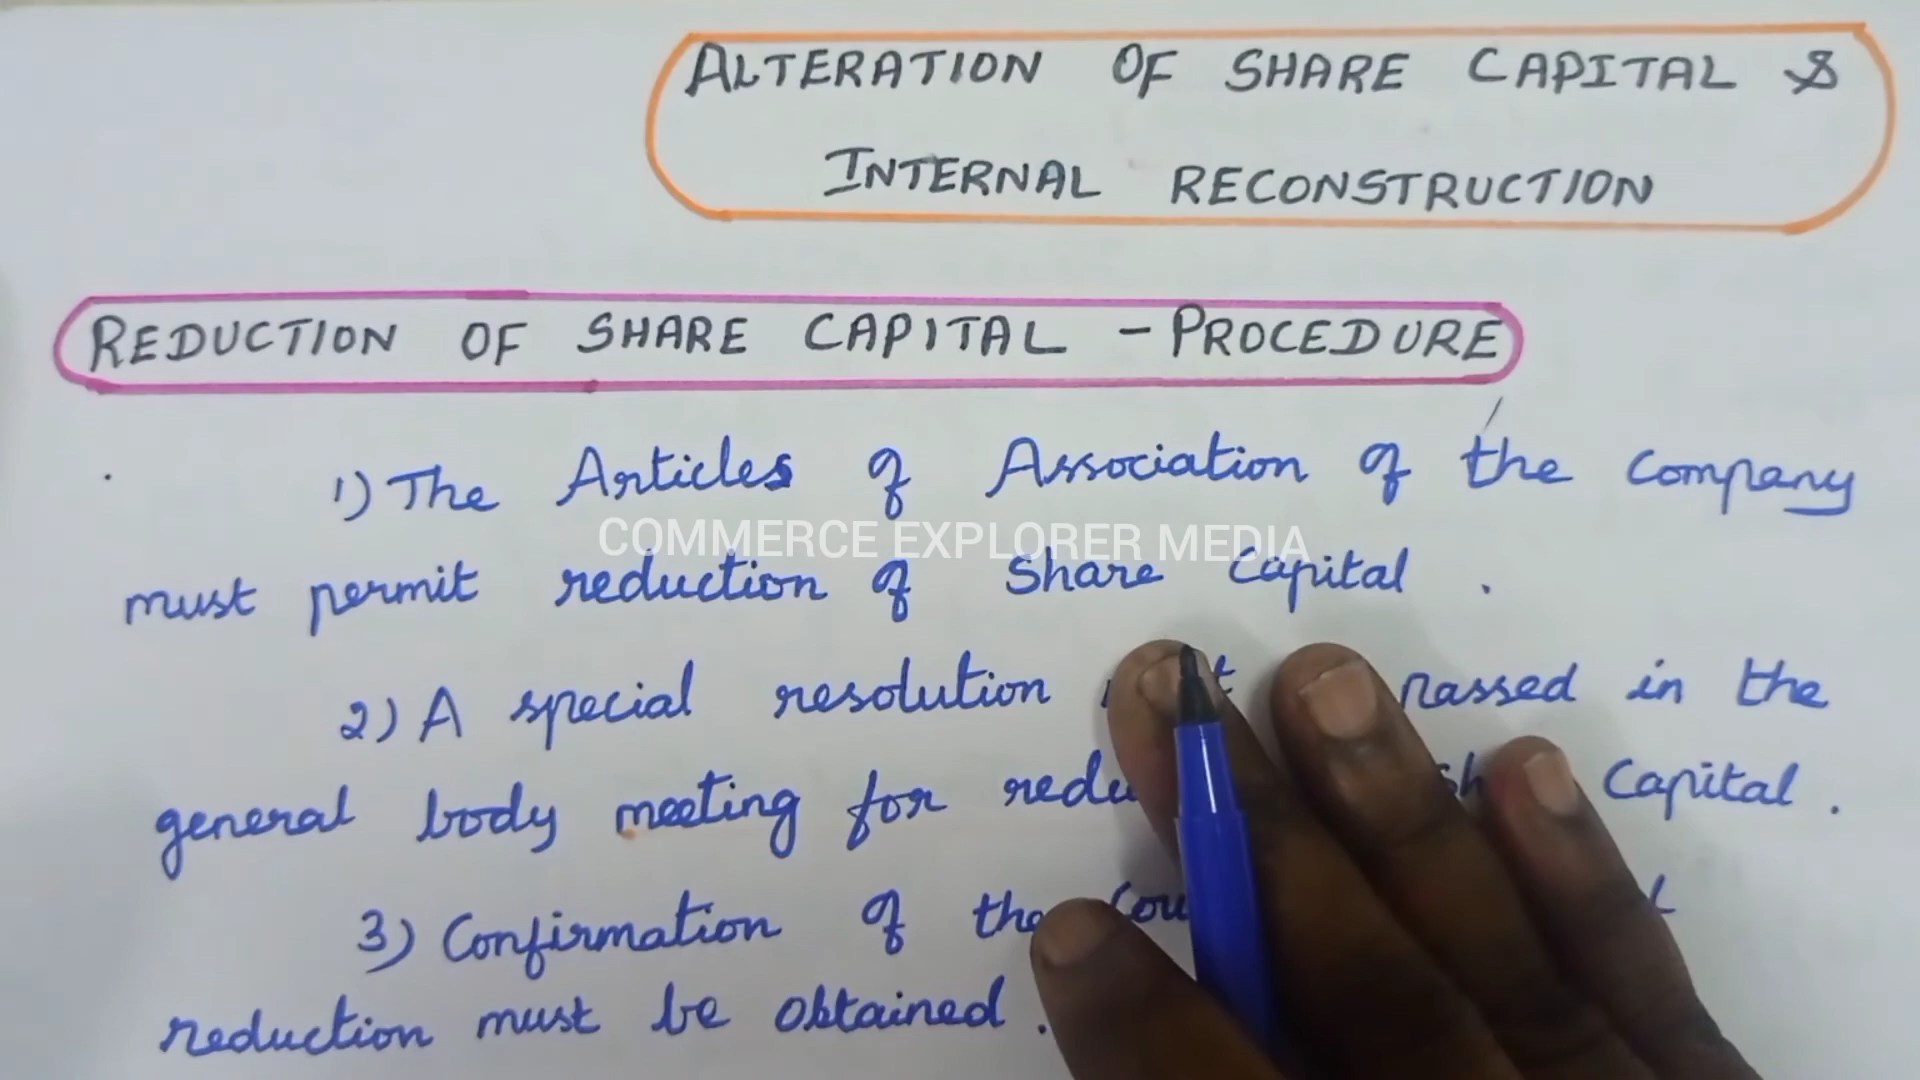 ALTERATION OF SHARE CAPITAL &
INTERNAL RECONSTRUCTION
REDUCTION OF SHARE CAPITAL - PROCEDURE
1) The Articles of Association of the Company
COMMERCE EXPLORER MEDIA
must permit reduction of Share Capital.
2) A special resolution passed in the
general body meeting for Capital.
3) Confirmation of the
reduction must be obtained.